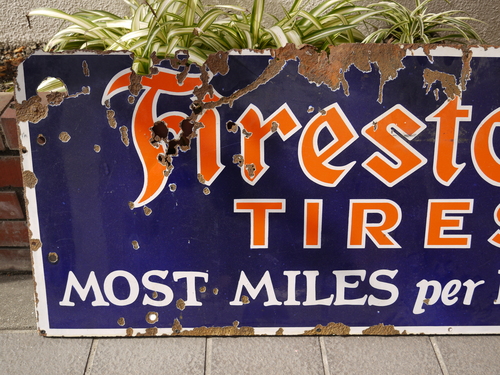 Firesto
TIRES
MOST MILES per